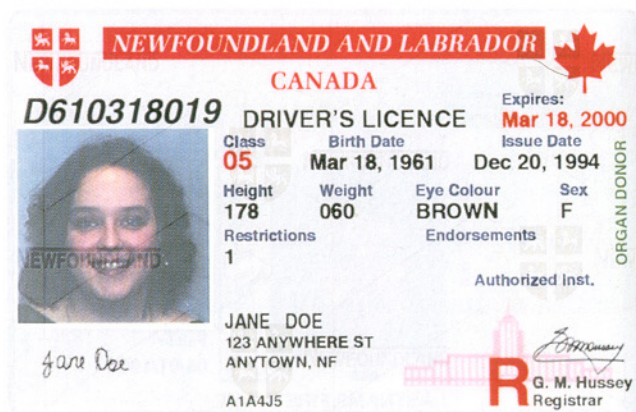 NEWFOUNDLAND AND LABRADOR
CANADA
D610318019
DRIVER'S LICENCE
Expires:
Mar 18, 2000
Class
Birth Date
Issue Date
05
Mar 18, 1961
Dec 20, 1994
Height
Weight
Eye Colour
Sex
178
060
BROWN
F
Restrictions
Endorsements
1
Authorized Inst.
ORGAN DONOR
NEWFOUNDLAND
JANE DOE
123 ANYWHERE ST
ANYTOWN, NF
A1A4J5
Jane Doe
R
G. M. Hussey
Registrar